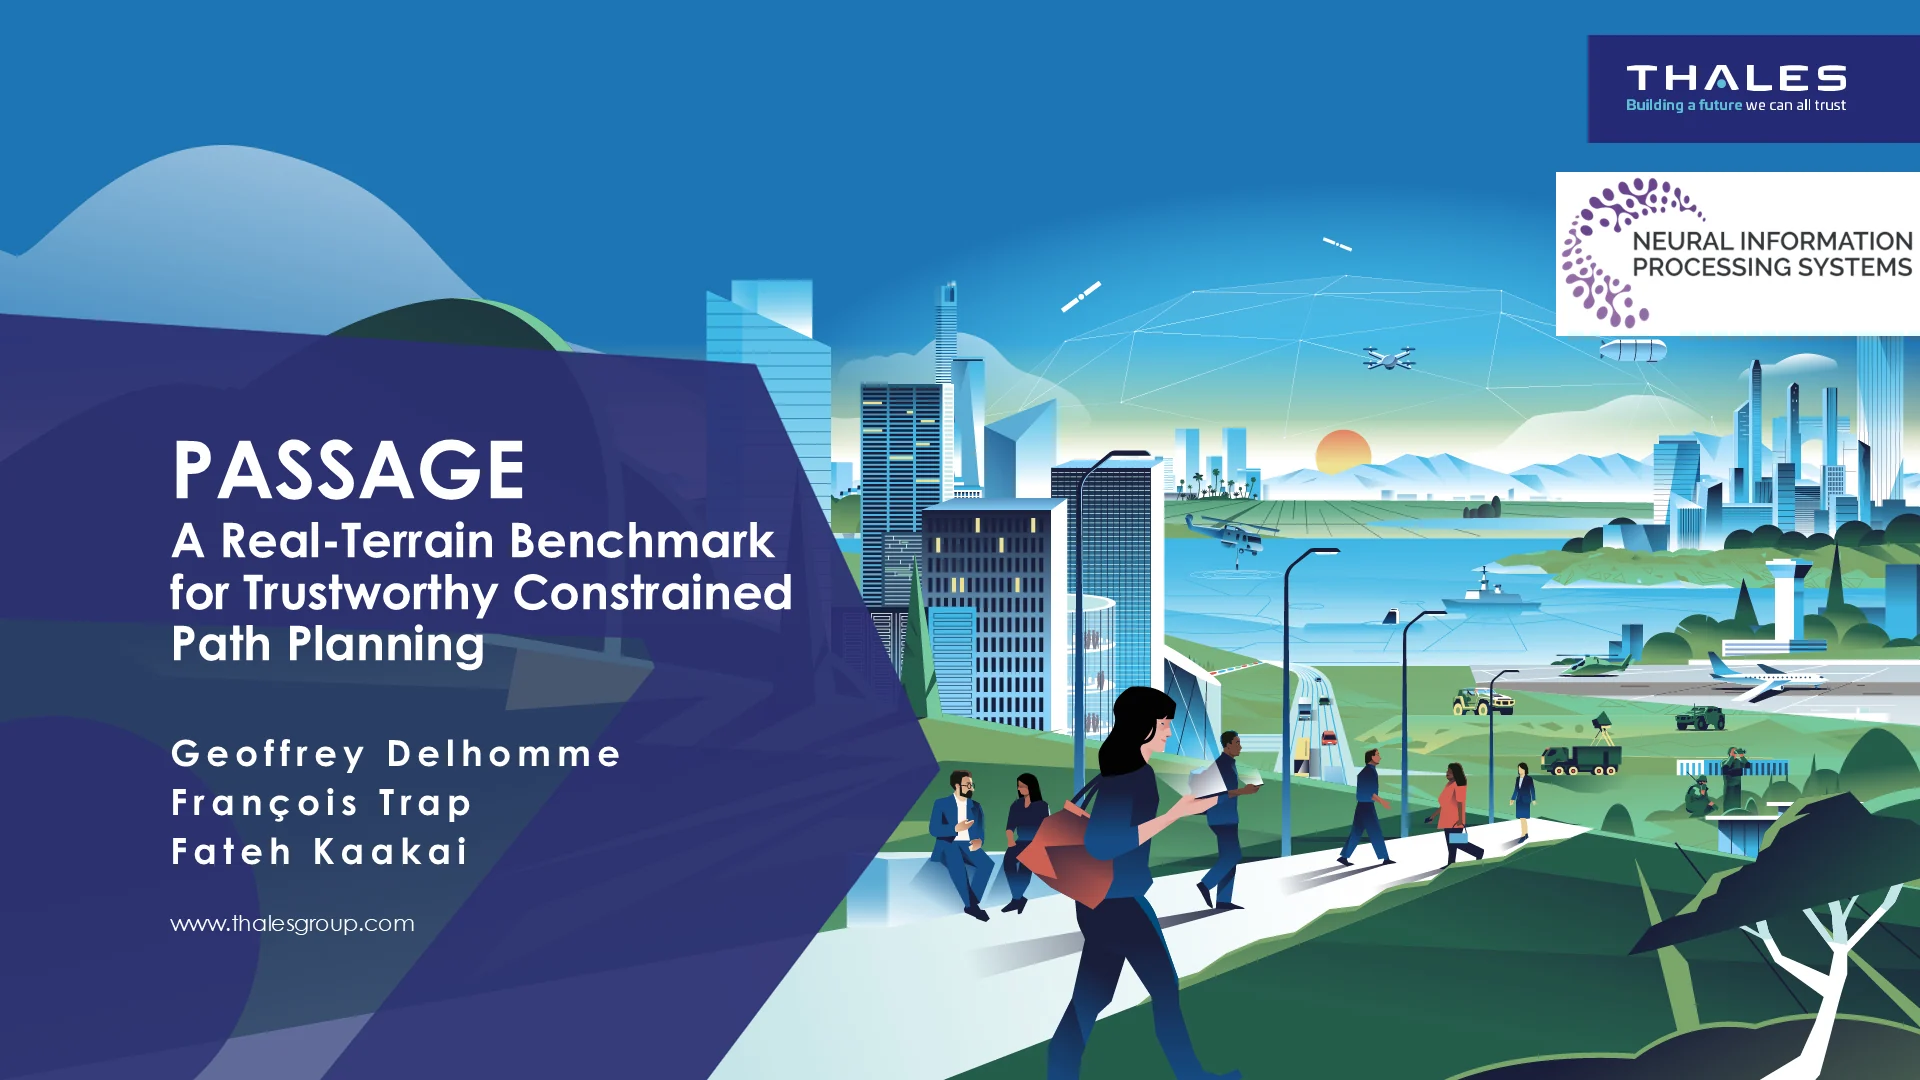 THALES
Building a future we can all trust
NEURAL INFORMATION
PROCESSING SYSTEMS
PASSAGE
A Real-Terrain Benchmark
for Trustworthy Constrained
Path Planning
Geoffrey Delhomme
François Trap
Fateh Kaakai
www.thalesgroup.com